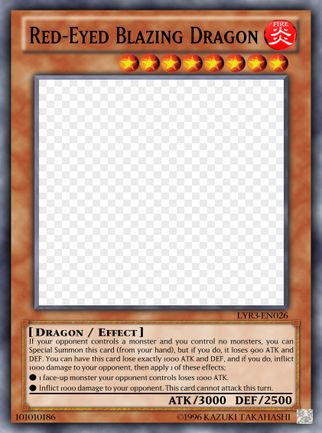 Red-Eyed Blazing Dragon
FIRE
炎
LYR3-EN026
[ Dragon / Effect ]
If your opponent controls a monster and you control no monsters, you can
Special Summon this card (from your hand), but if you do, it loses 900 ATK and
DEF. You can have this card lose exactly 1000 ATK and DEF, and if you do, inflict
1000 damage to your opponent, then apply 1 of these effects;
● 1 face-up monster your opponent controls loses 1000 ATK.
● Inflict 1000 damage to your opponent. This card cannot attack this turn.
ATK/3000 DEF/2500
101010186
©1996 KAZUKI TAKAHASHI